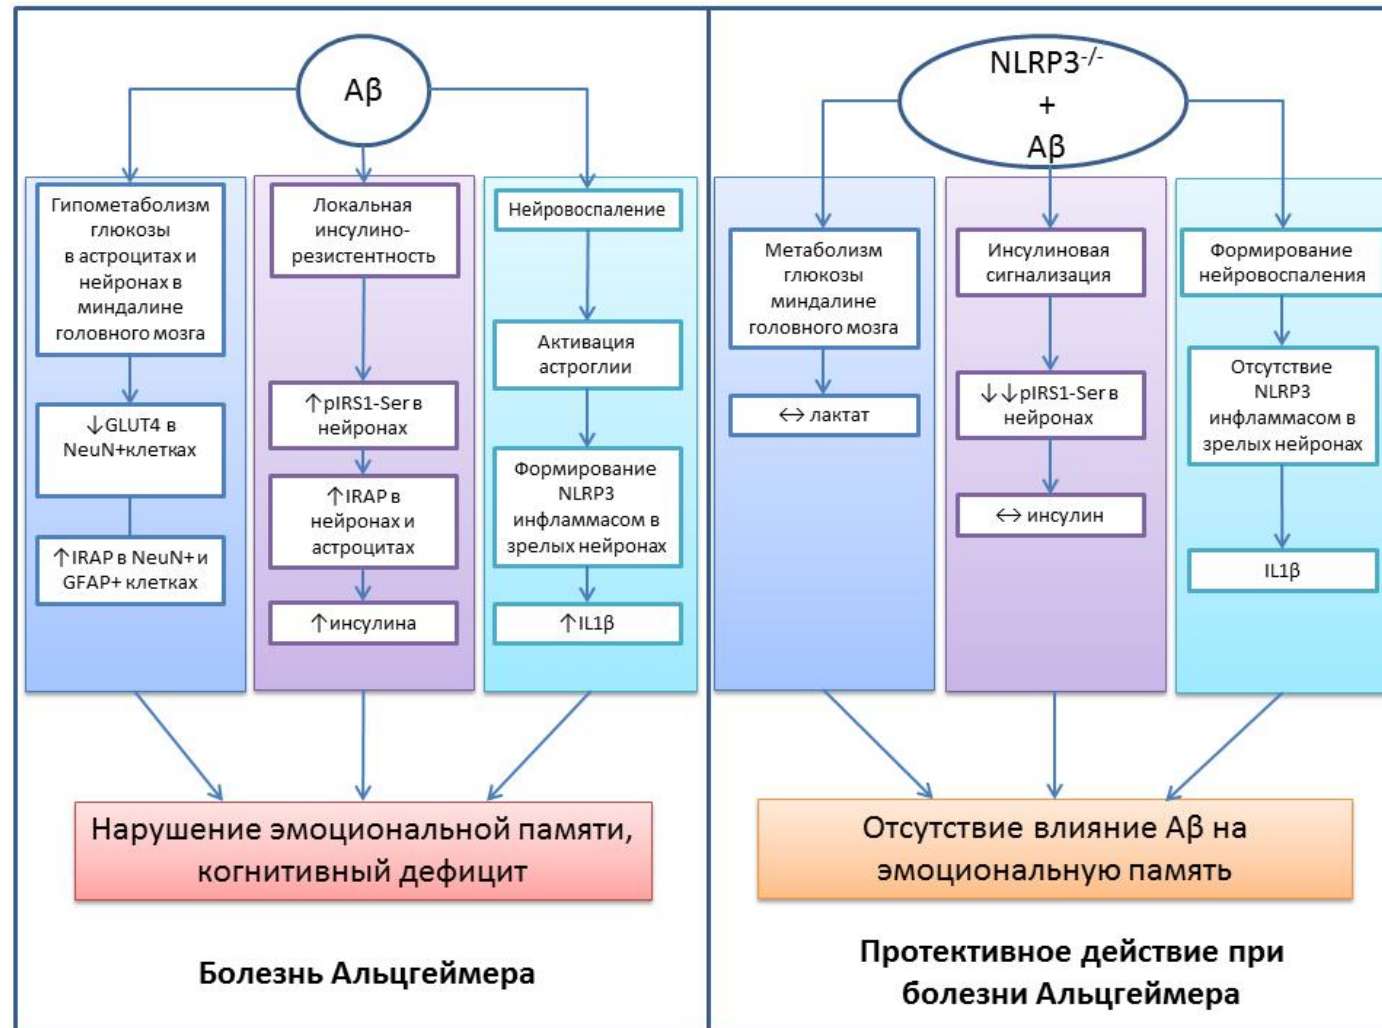 Aβ
Гипометаболизм
глюкозы
в астроцитах и
нейронах в
миндалине
головного мозга
↓GLUT4 в
NeuN+клетках
↑IRAP в NeuN+ и
GFAP+ клетках
Локальная
инсулино-
резистентность
↑pIRS1-Ser в
нейронах
↑IRAP в
нейронах и
астроцитах
↑инсулина
Нейровоспаление
Активация
астроглии
Формирование
NLRP3
инфламмасом в
зрелых нейронах
↑IL1β
Нарушение эмоциональной памяти,
когнитивный дефицит
Болезнь Альцгеймера
NLRP3-/-
+
Aβ
Метаболизм
глюкозы
миндалине
головного мозга
↔ лактат
Инсулиновая
сигнализация
↓↓pIRS1-Ser в
нейронах
↔ инсулин
Формирование
нейровоспаления
Отсутствие
NLRP3
инфламмасом в
зрелых нейронах
IL1β
Отсутствие влияние Aβ на
эмоциональную память
Протективное действие при
болезни Альцгеймера